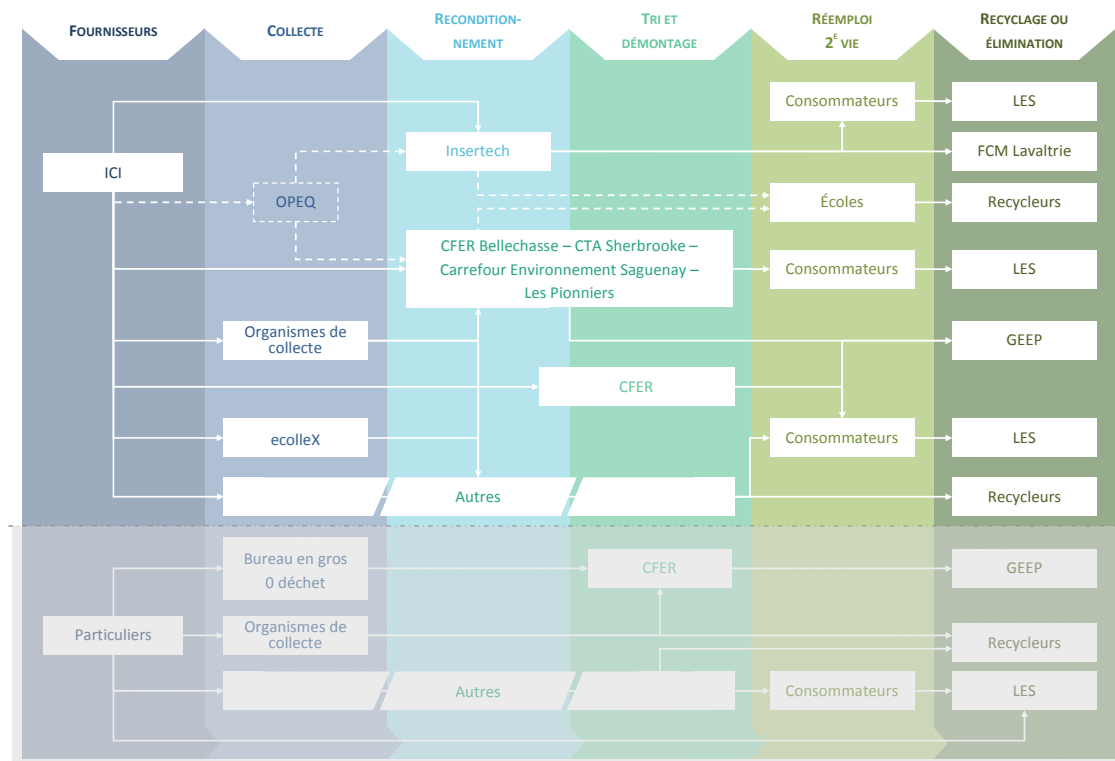 FOURNISSEURS
COLLECTE
RECONDITION-
NEMENT
TRI ET
DÉMONTAGE
RÉEMPLOI
2E VIE
RECYCLAGE OU
ÉLIMINATION
Consommateurs
LES
ICI
Insertech
FCM Lavaltrie
OPEQ
Écoles
Recycleurs
CFER Bellechasse – CTA Sherbrooke –
Carrefour Environnement Saguenay –
Les Pionniers
Consommateurs
LES
Organismes de
collecte
GEEP
CFER
ecolleX
Consommateurs
LES
Autres
Recycleurs
Bureau en gros
0 déchet
CFER
GEEP
Particuliers
Organismes de
collecte
Recycleurs
Autres
Consommateurs
LES